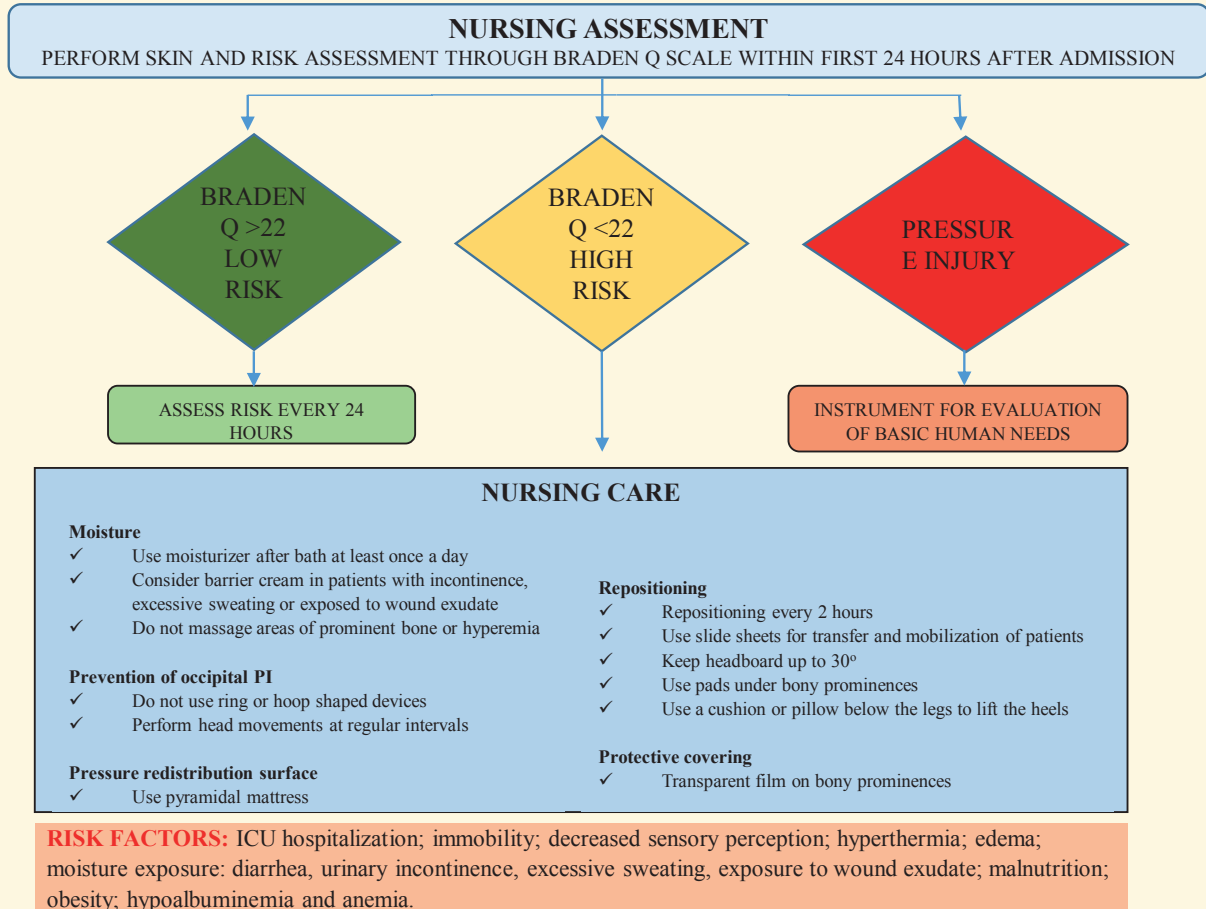 NURSING ASSESSMENT
PERFORM SKIN AND RISK ASSESSMENT THROUGH BRADEN Q SCALE WITHIN FIRST 24 HOURS AFTER ADMISSION
BRADEN
Q >22
LOW
RISK
BRADEN
Q <22
HIGH
RISK
PRESSUR
E INJURY
ASSESS RISK EVERY 24
HOURS
INSTRUMENT FOR EVALUATION
OF BASIC HUMAN NEEDS
NURSING CARE
Moisture
✓ Use moisturizer after bath at least once a day
✓ Consider barrier cream in patients with incontinence,
excessive sweating or exposed to wound exudate
✓ Do not massage areas of prominent bone or hyperemia
Prevention of occipital PI
✓ Do not use ring or hoop shaped devices
✓ Perform head movements at regular intervals
Pressure redistribution surface
✓ Use pyramidal mattress
Repositioning
✓ Repositioning every 2 hours
✓ Use slide sheets for transfer and mobilization of patients
✓ Keep headboard up to 30º
✓ Use pads under bony prominences
✓ Use a cushion or pillow below the legs to lift the heels
Protective covering
✓ Transparent film on bony prominences
RISK FACTORS: ICU hospitalization; immobility; decreased sensory perception; hyperthermia; edema;
moisture exposure: diarrhea, urinary incontinence, excessive sweating, exposure to wound exudate; malnutrition;
obesity; hypoalbuminemia and anemia.